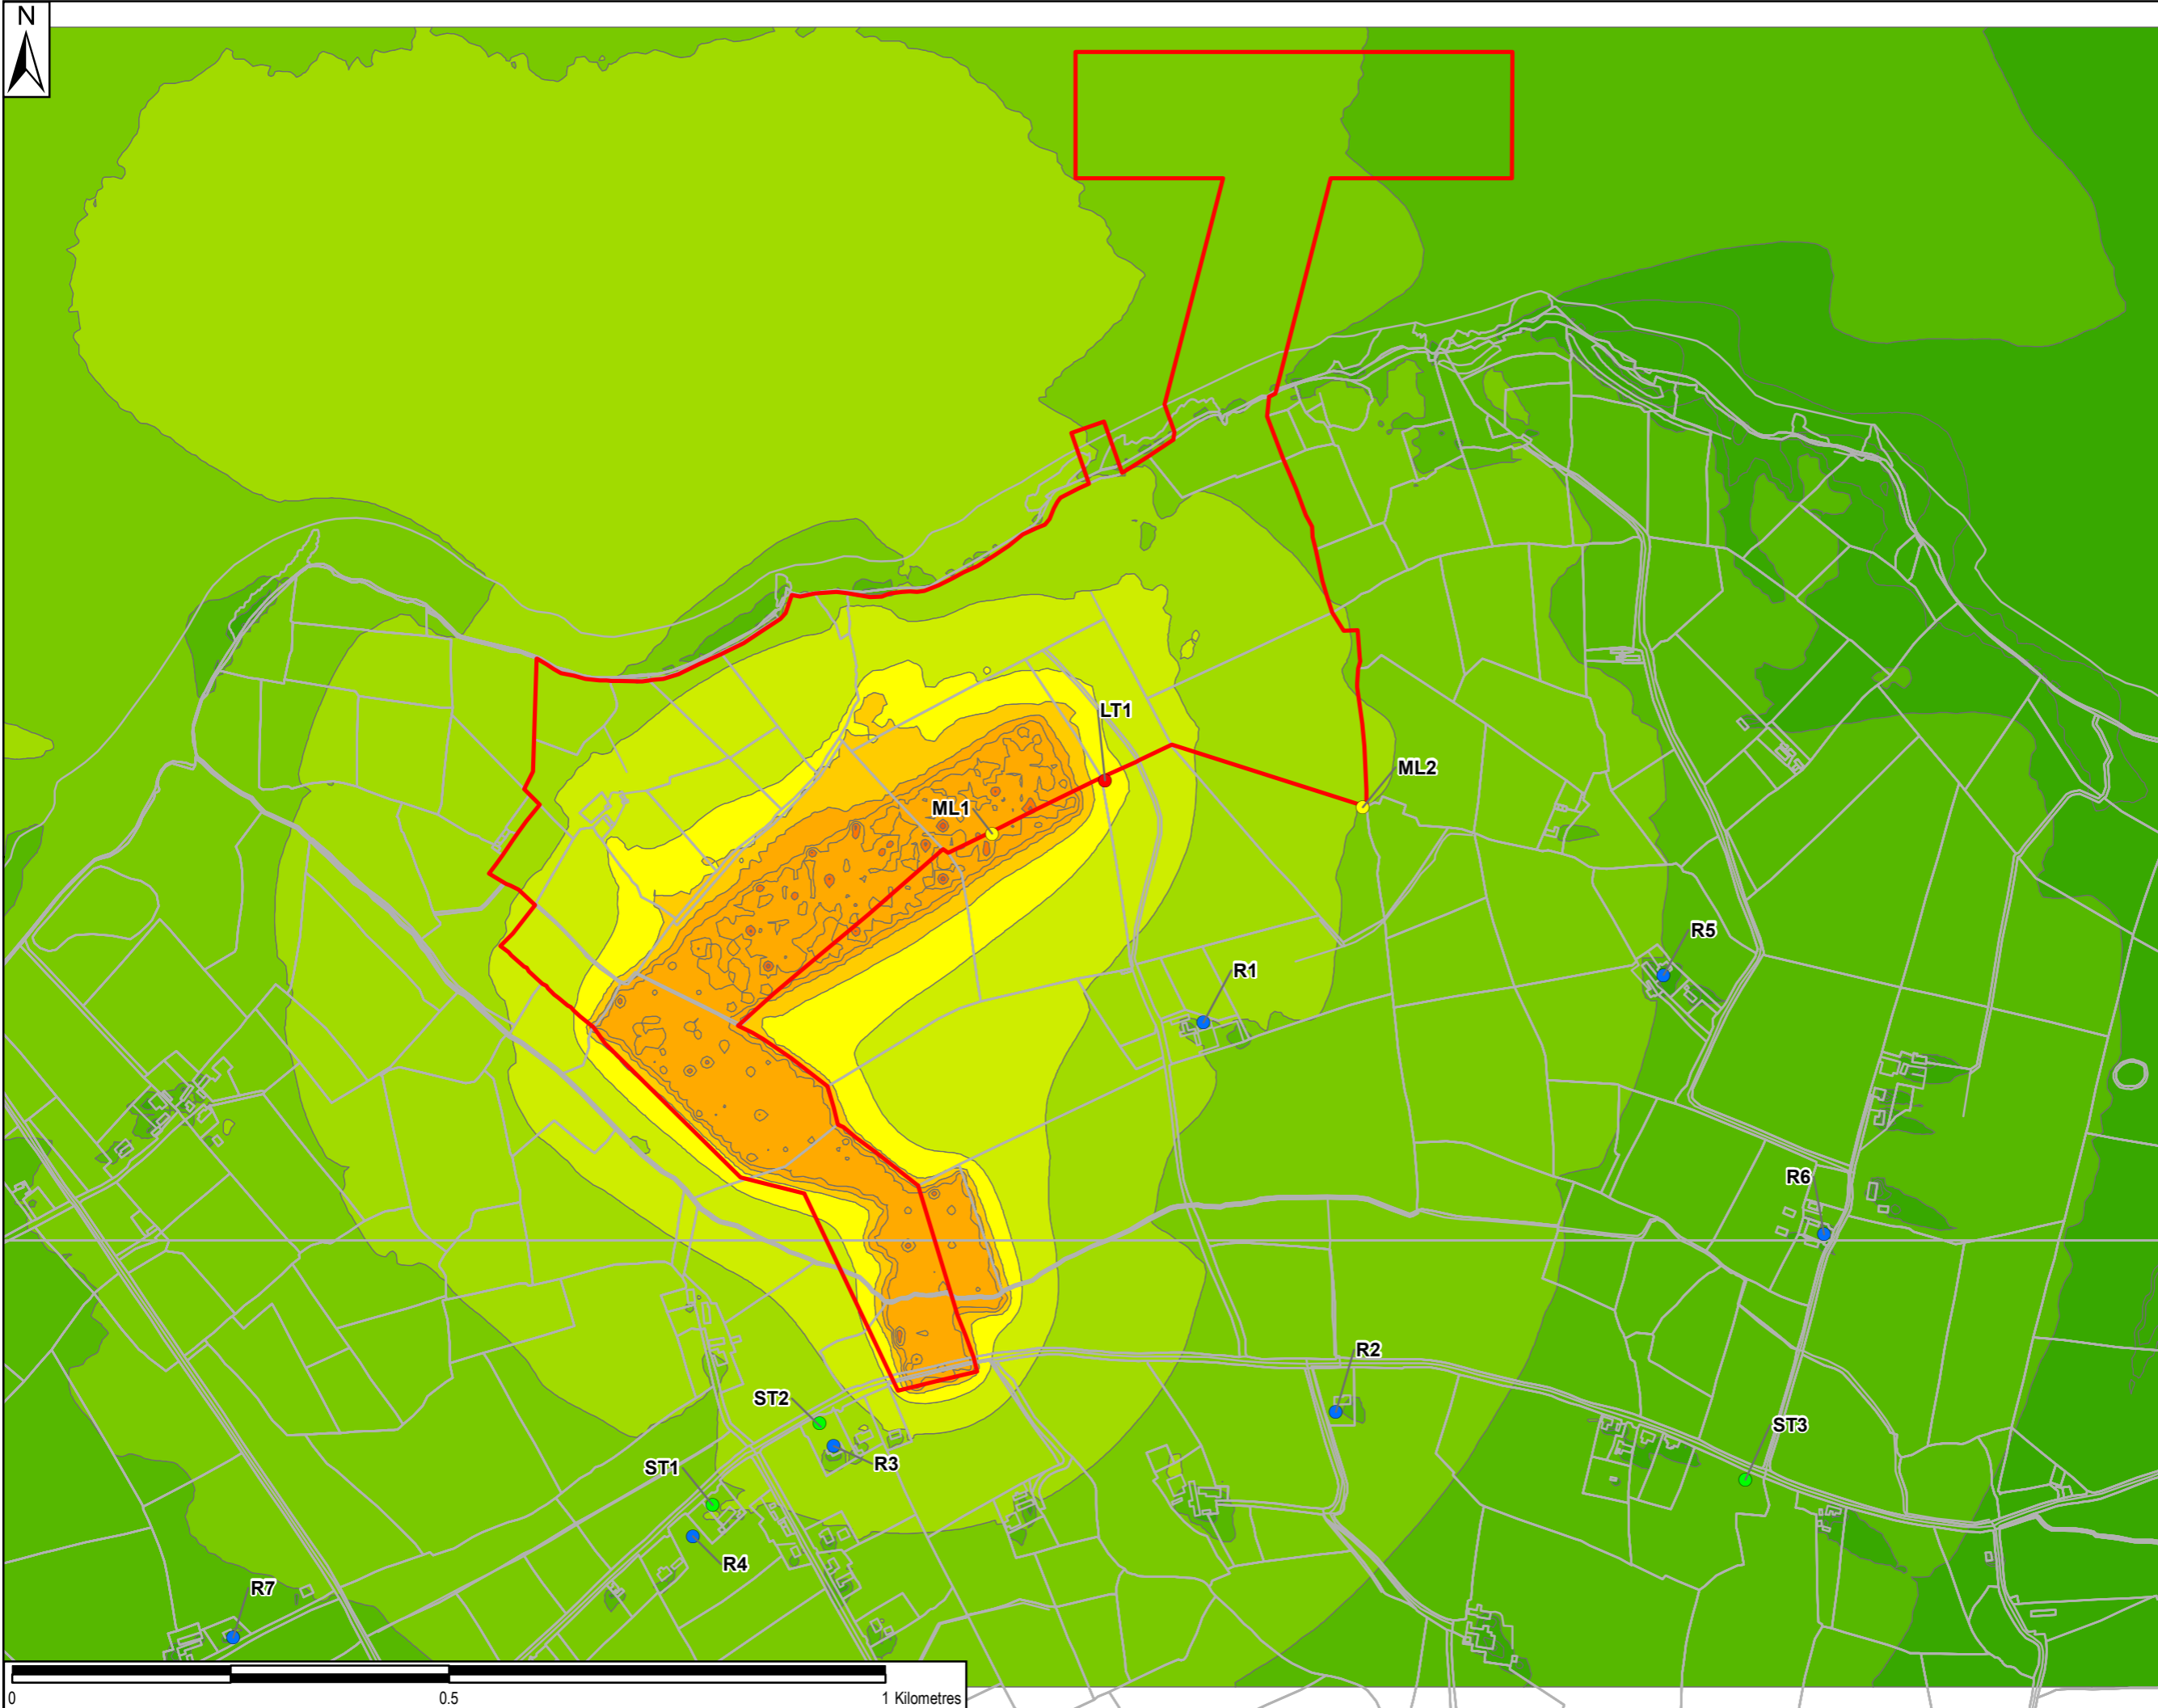 N
LT1
ML2
ML1
R5
R1
R6
R2
ST2
ST3
R3
ST1
R4
R7
0 0.5 1 Kilometres